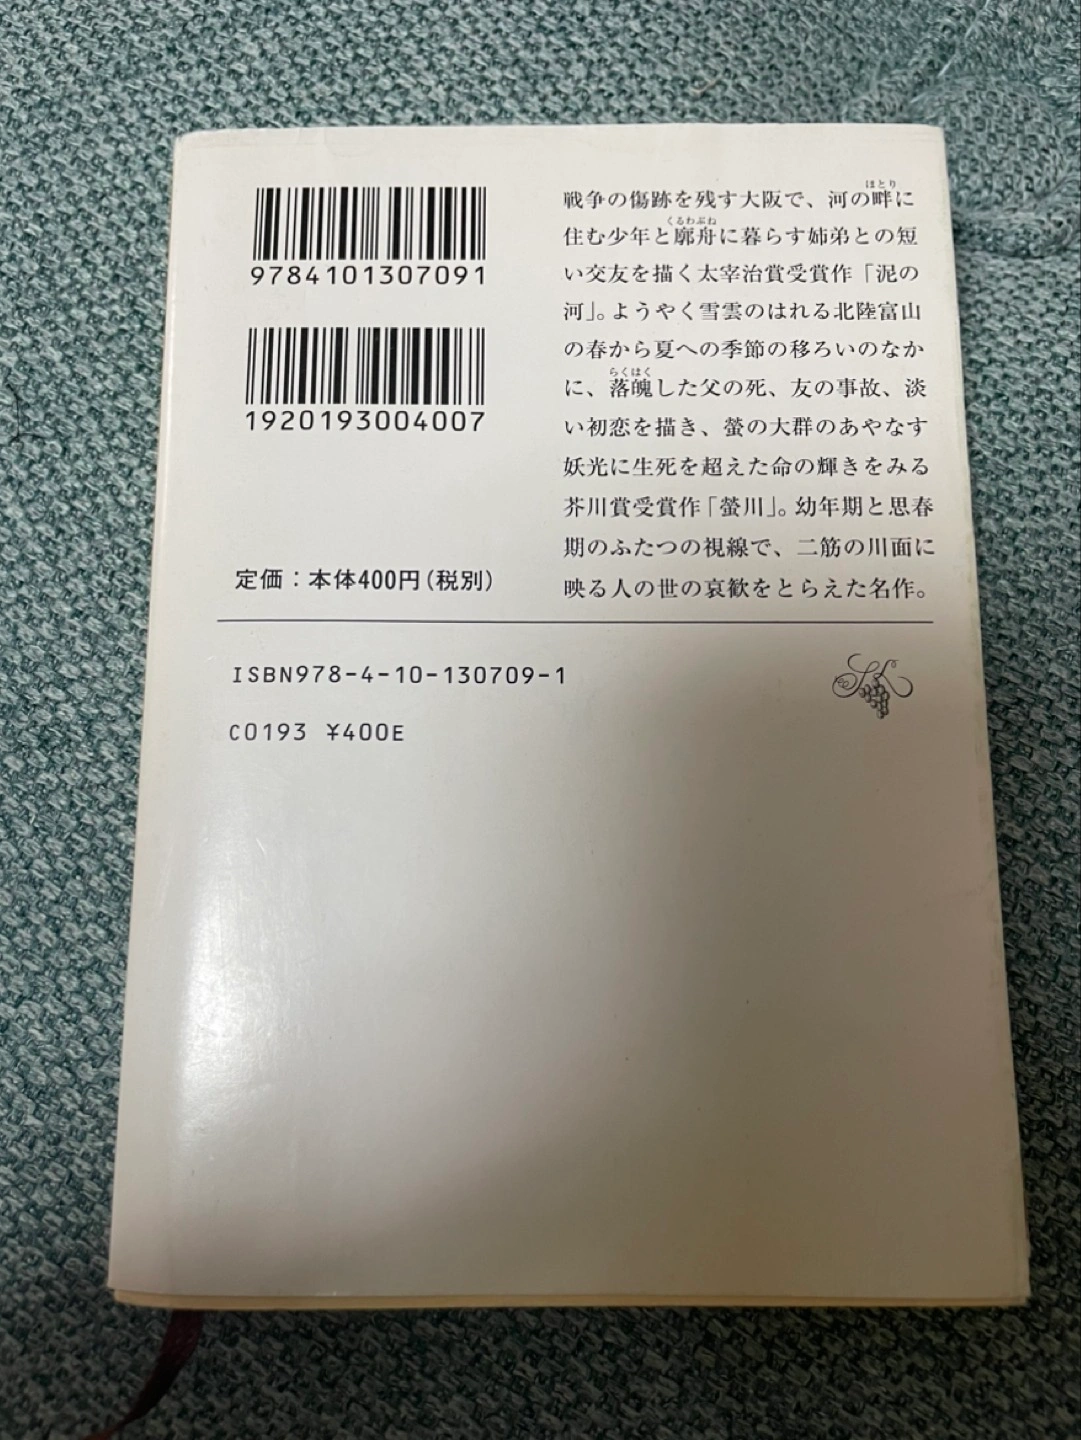 9784101307091
1920193004007
定価：本体400円(税別)
ISBN978-4-10-130709-1
C0193 ¥400E
ほとり
戦争の傷跡を残す大阪で、河の畔に
くるわぶね
住む少年と廓舟に暮らす姉弟との短
い交友を描く太宰治賞受賞作「泥の
河」。ようやく雪雲のはれる北陸富山
の春から夏への季節の移ろいのなか
らくはく
に、落魄した父の死、友の事故、淡
い初恋を描き、螢の大群のあやなす
妖光に生死を超えた命の輝きをみる
芥川賞受賞作「螢川」。幼年期と思春
期のふたつの視線で、二筋の川面に
映る人の世の哀歓をとらえた名作。